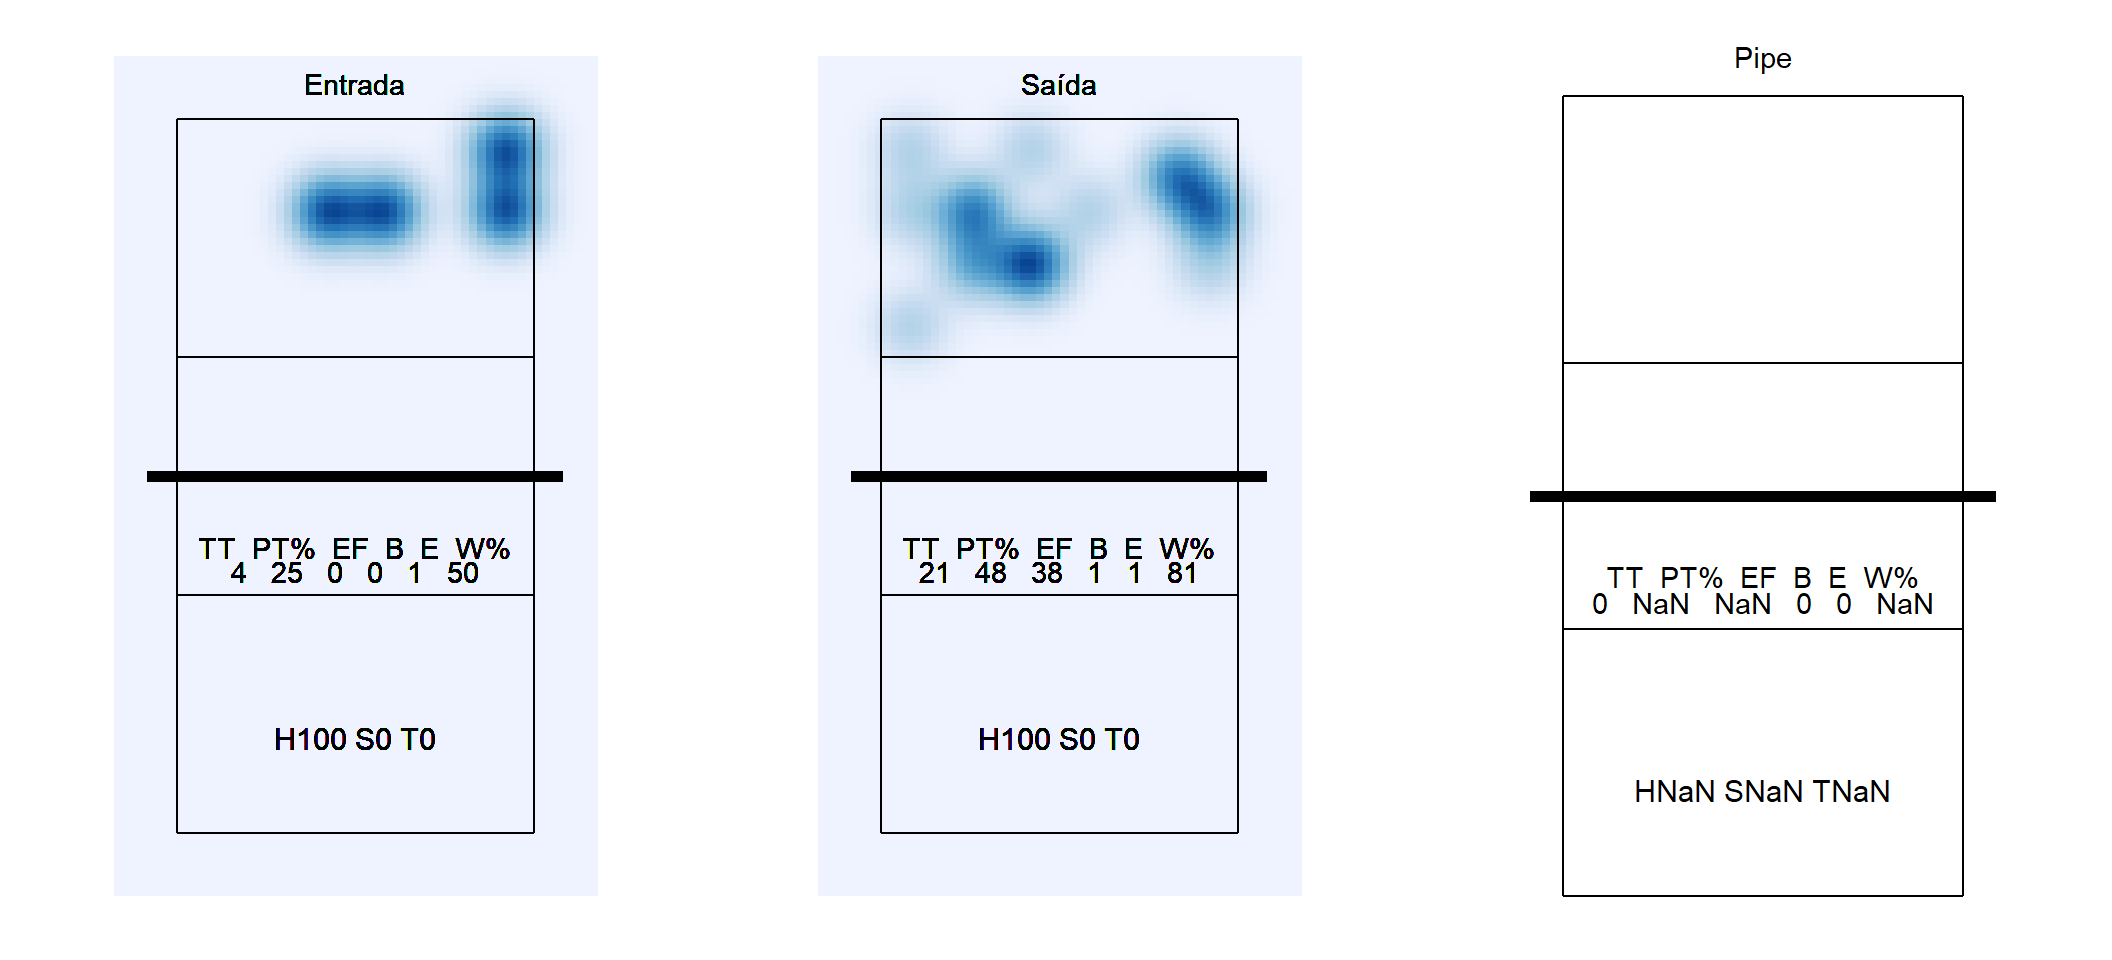 Entrada
TT PT% EF B E W%
4 25 0 0 1 50
H100 S0 T0
Saída
TT PT% EF B E W%
21 48 38 1 1 81
H100 S0 T0
Pipe
TT PT% EF B E W%
0 NaN NaN 0 0 NaN
HNaN SNaN TNaN